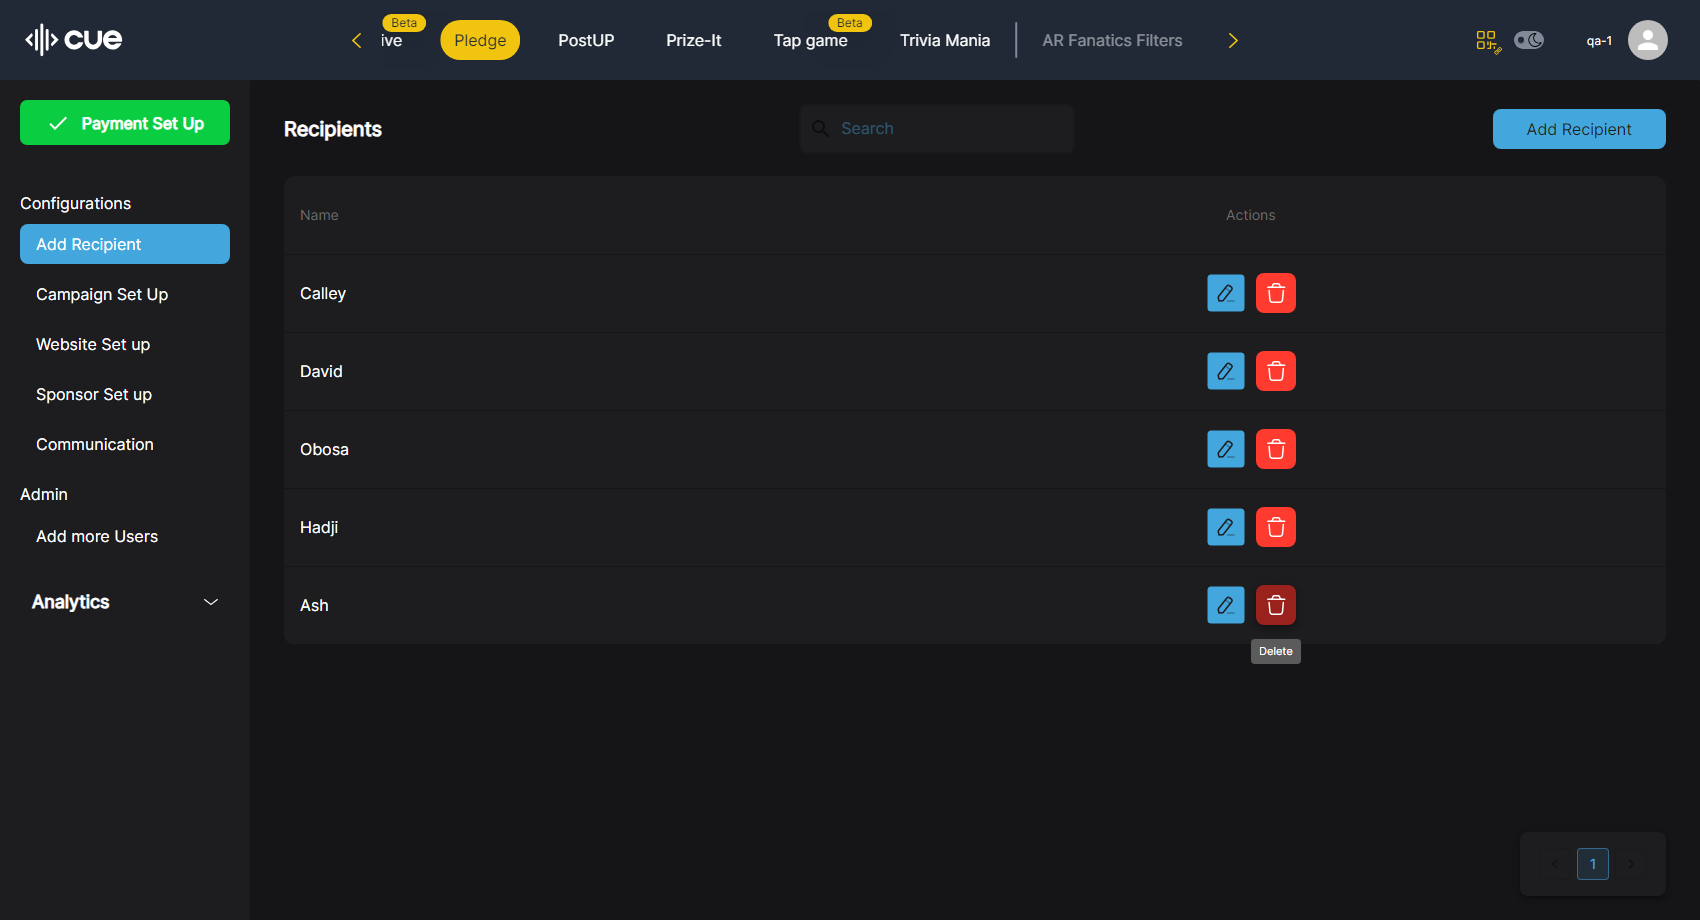 cue
Beta
ive
Pledge
PostUP
Prize-It
Beta
Tap game
Trivia Mania
AR Fanatics Filters
qa-1
Payment Set Up
Configurations
Add Recipient
Campaign Set Up
Website Set up
Sponsor Set up
Communication
Admin
Add more Users
Analytics
Recipients
Search
Add Recipient
Name
Actions
Calley
David
Obosa
Hadji
Ash
Delete
1